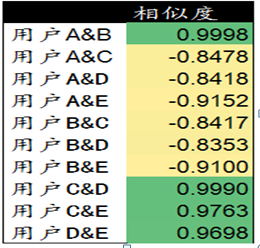 相似度
用户A&B 0.9998
用户A&C -0.8478
用户A&D -0.8418
用户A&E -0.9152
用户B&C -0.8417
用户B&D -0.8353
用户B&E -0.9100
用户C&D 0.9990
用户C&E 0.9763
用户D&E 0.9698